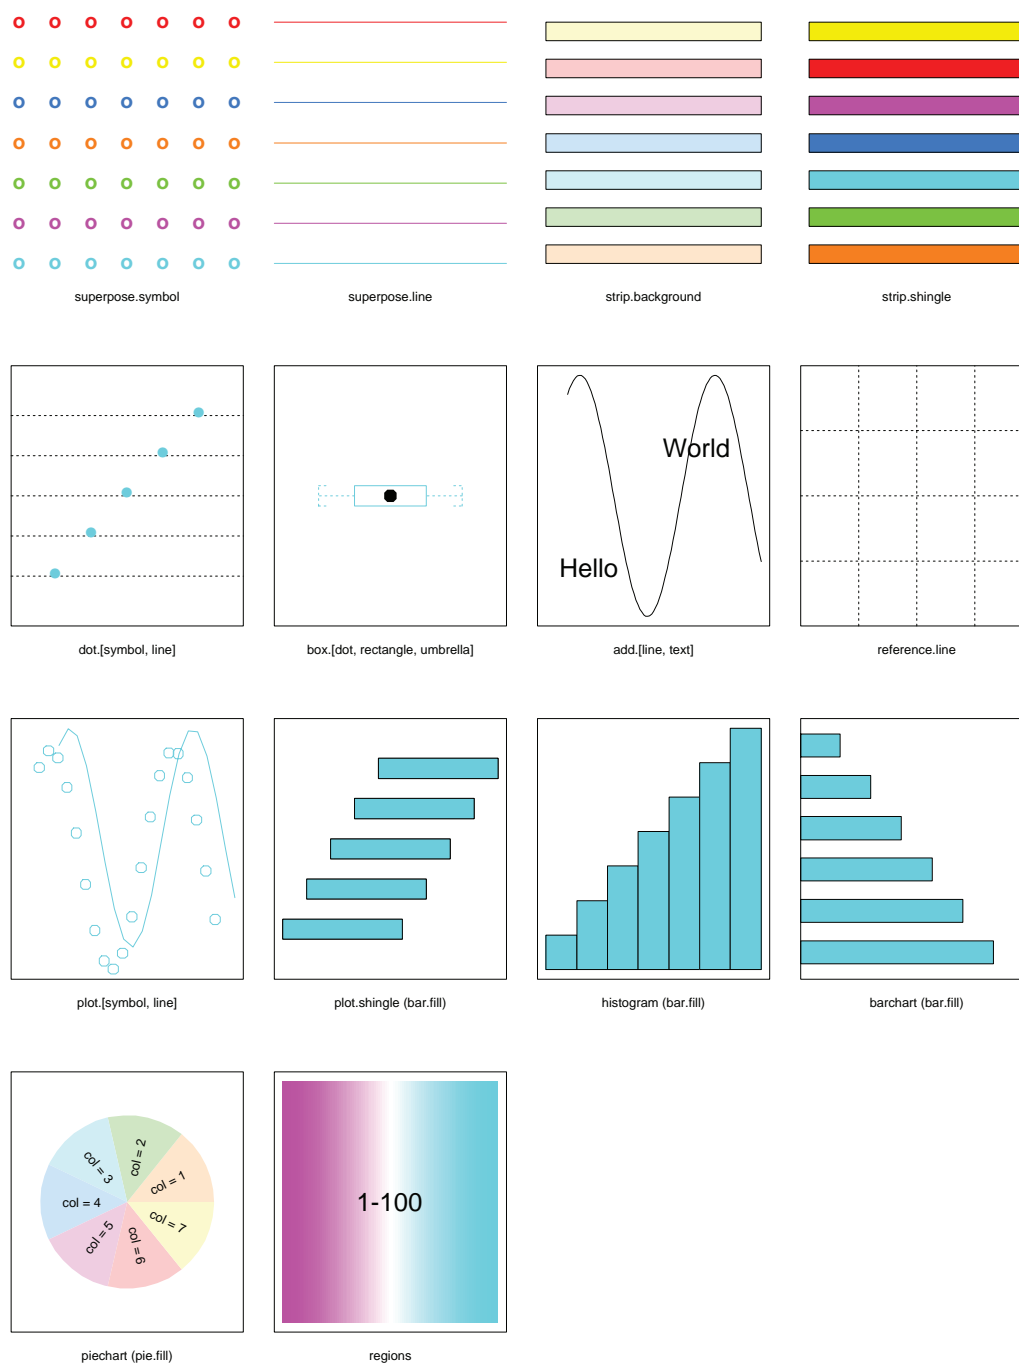 o o o o o o o
o o o o o o o
o o o o o o o
o o o o o o o
o o o o o o o
o o o o o o o
o o o o o o o
superpose.symbol
superpose.line
strip.background
strip.shingle
World
Hello
dot.[symbol, line]
box.[dot, rectangle, umbrella]
add.[line, text]
reference.line
plot.[symbol, line]
plot.shingle (bar.fill)
histogram (bar.fill)
barchart (bar.fill)
col = 1
col = 2
col = 3
col = 4
col = 5
col = 6
col = 7
piechart (pie.fill)
1-100
regions